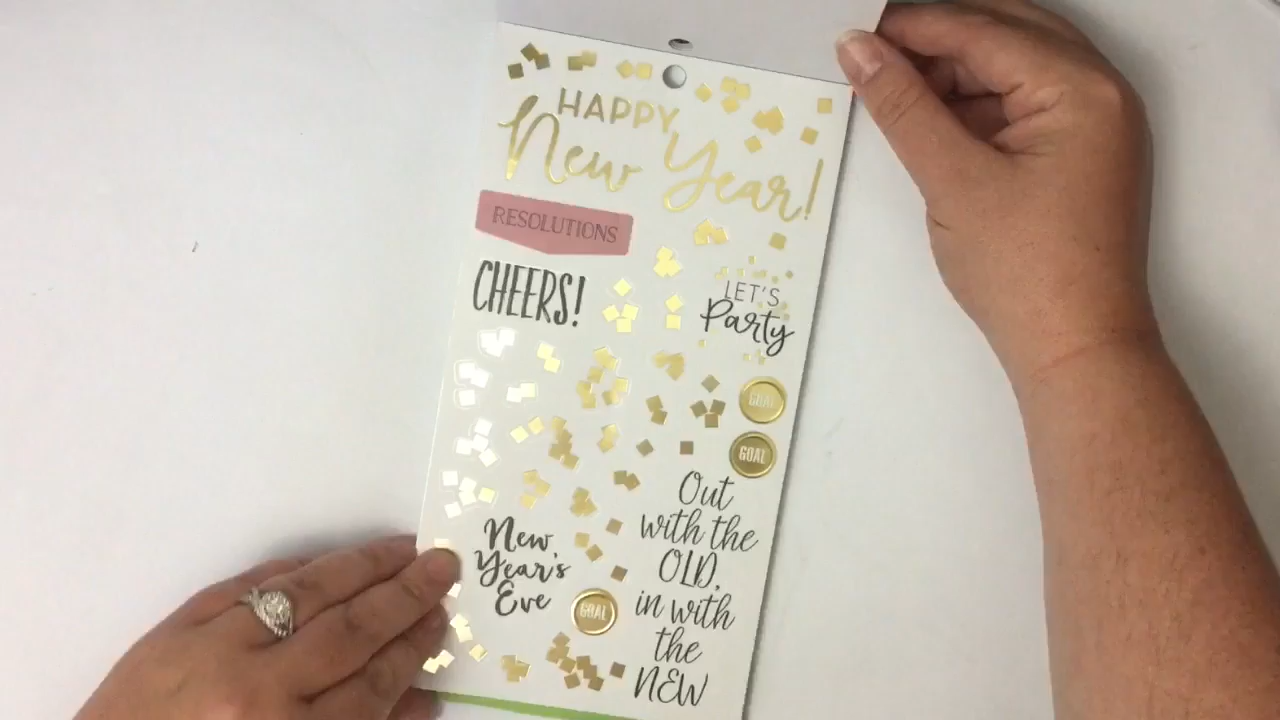 HAPPY
New Year!
RESOLUTIONS
CHEERS!
LET'S
Party
GOAL
GOAL
Out
with the
OLD,
in with
the
NEW
New
Year's
Eve
GOAL